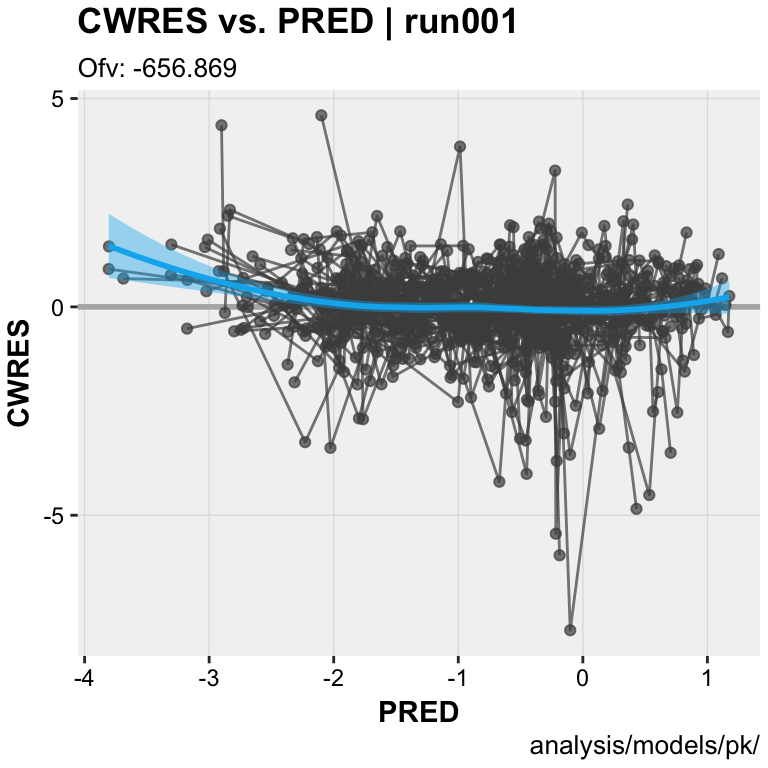 CWRES vs. PRED | run001
Ofv: -656.869
5
0
-5
CWRES
-4 -3 -2 -1 0 1
PRED
analysis/models/pk/